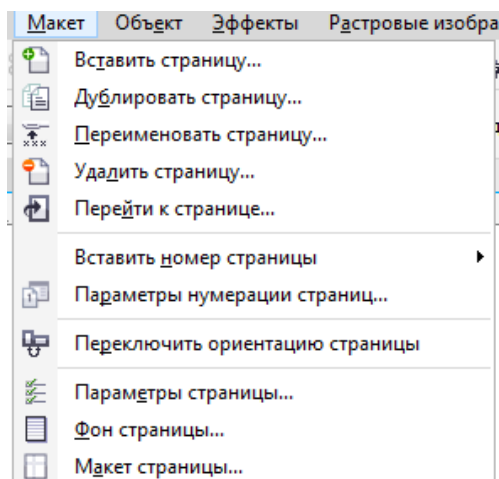 Макет Объект Эффекты Растровые изобра
Вставить страницу...
Дублировать страницу...
Переименовать страницу...
Удалить страницу...
Перейти к странице...
Вставить номер страницы
Параметры нумерации страниц...
Переключить ориентацию страницы
Параметры страницы...
Фон страницы...
Макет страницы...